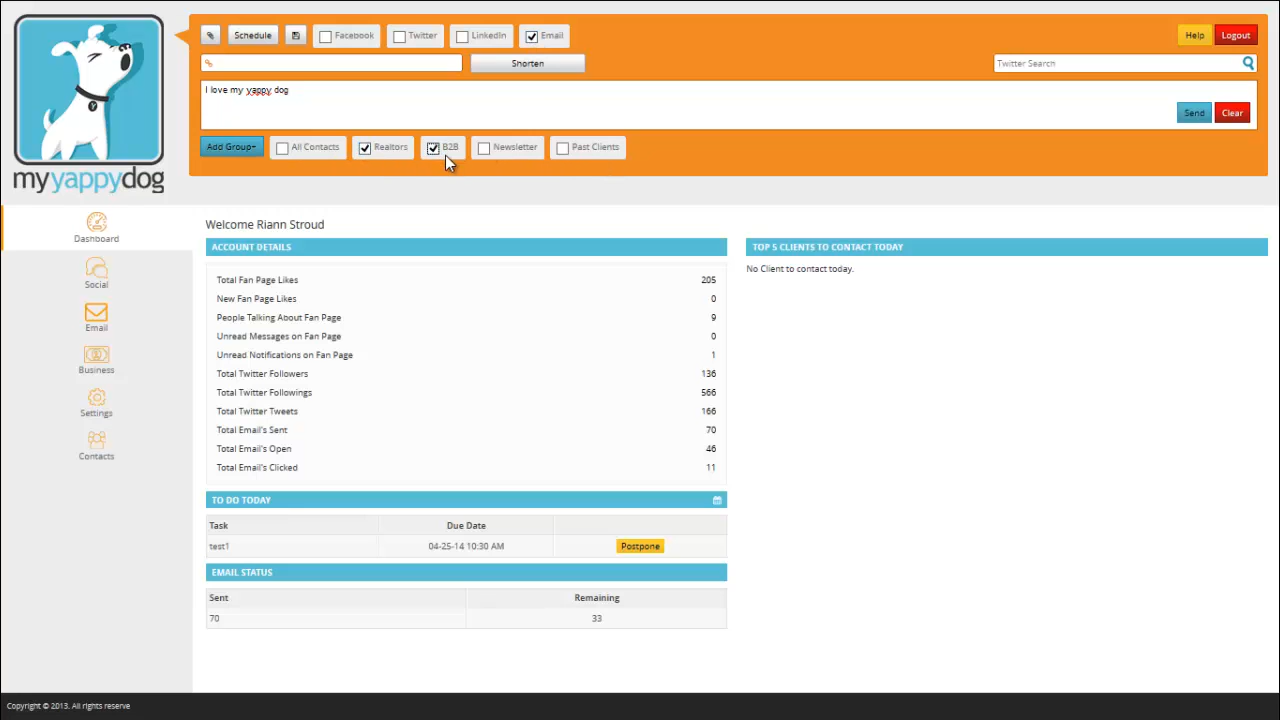 Schedule Facebook Twitter LinkedIn Email Help Logout
Shorten Twitter Search
I love my yappy dog
Send Clear
Add Group All Contacts Realtors B2B Newsletter Past Clients
myyappydog
Dashboard
Social
Email
Business
Settings
Contacts
Welcome Riann Stroud
ACCOUNT DETAILS
Total Fan Page Likes 205
New Fan Page Likes 0
People Talking About Fan Page 9
Unread Messages on Fan Page 0
Unread Notifications on Fan Page 1
Total Twitter Followers 136
Total Twitter Followings 566
Total Twitter Tweets 166
Total Email's Sent 70
Total Email's Open 46
Total Email's Clicked 11
TO DO TODAY
Task Due Date
test1 04-25-14 10:30 AM Postpone
EMAIL STATUS
Sent Remaining
70 33
TOP 5 CLIENTS TO CONTACT TODAY
No Client to contact today.
Copyright © 2013. All rights reserve